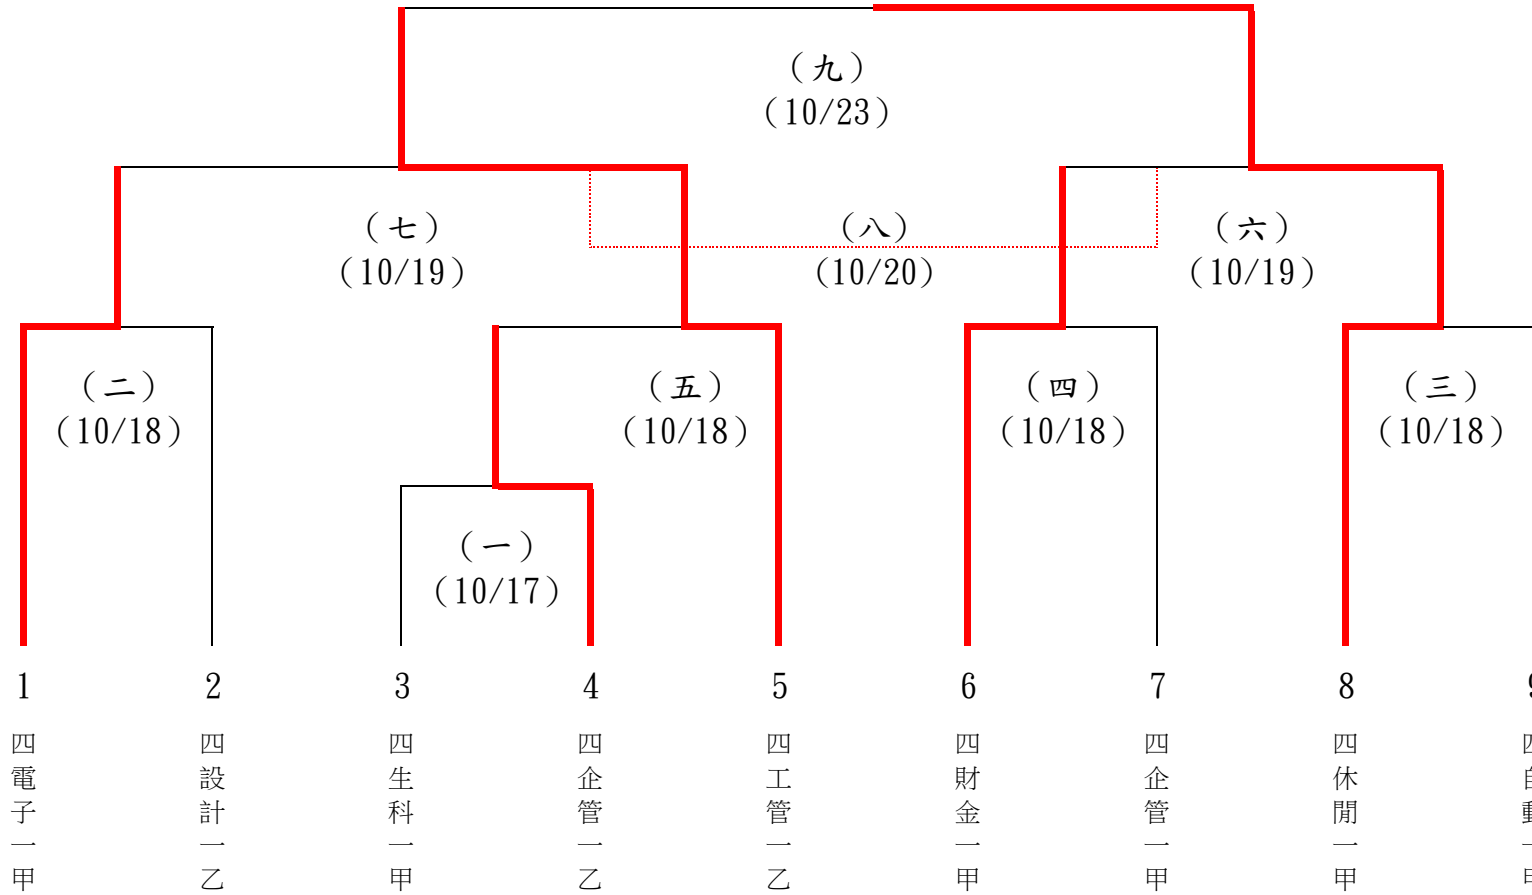 （九）
（10/23）
（七）
（10/19）
（八）
（10/20）
（六）
（10/19）
（二）
（10/18）
（五）
（10/18）
（四）
（10/18）
（三）
（10/18）
（一）
（10/17）
1
2
3
4
5
6
7
8
四電子一甲
四設計一乙
四生科一甲
四企管一乙
四工管一乙
四財金一甲
四企管一甲
四休閒一甲